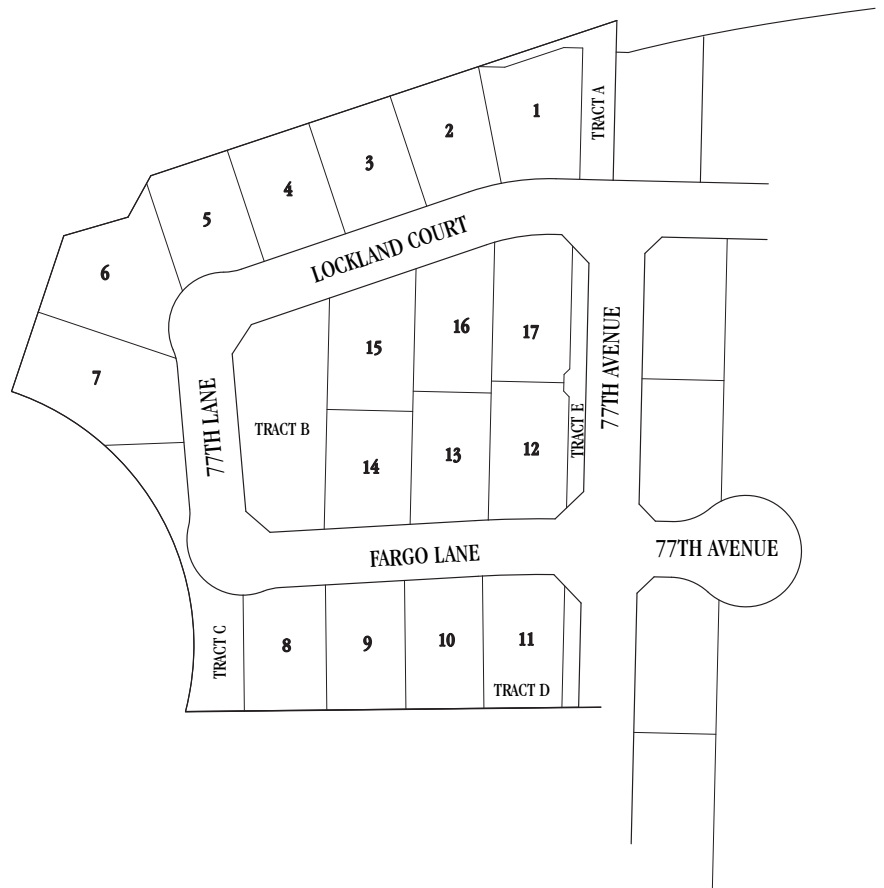 TRACT A
1
2
3
4
5
6
7
LOCKLAND COURT
77TH LANE
TRACT B
15
16
17
14
13
12
TRACT E
77TH AVENUE
FARGO LANE
77TH AVENUE
TRACT C
8
9
10
11
TRACT D